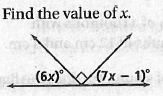 Find the value of x.
(6x)° (7x − 1)°